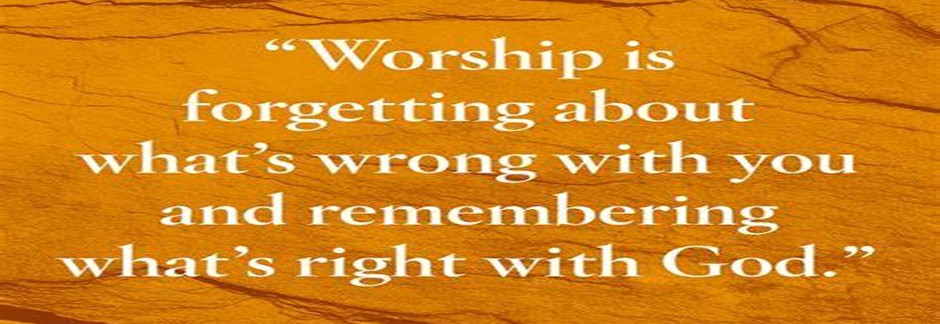 “Worship is
forgetting about
what’s wrong with you
and remembering
what’s right with God.”